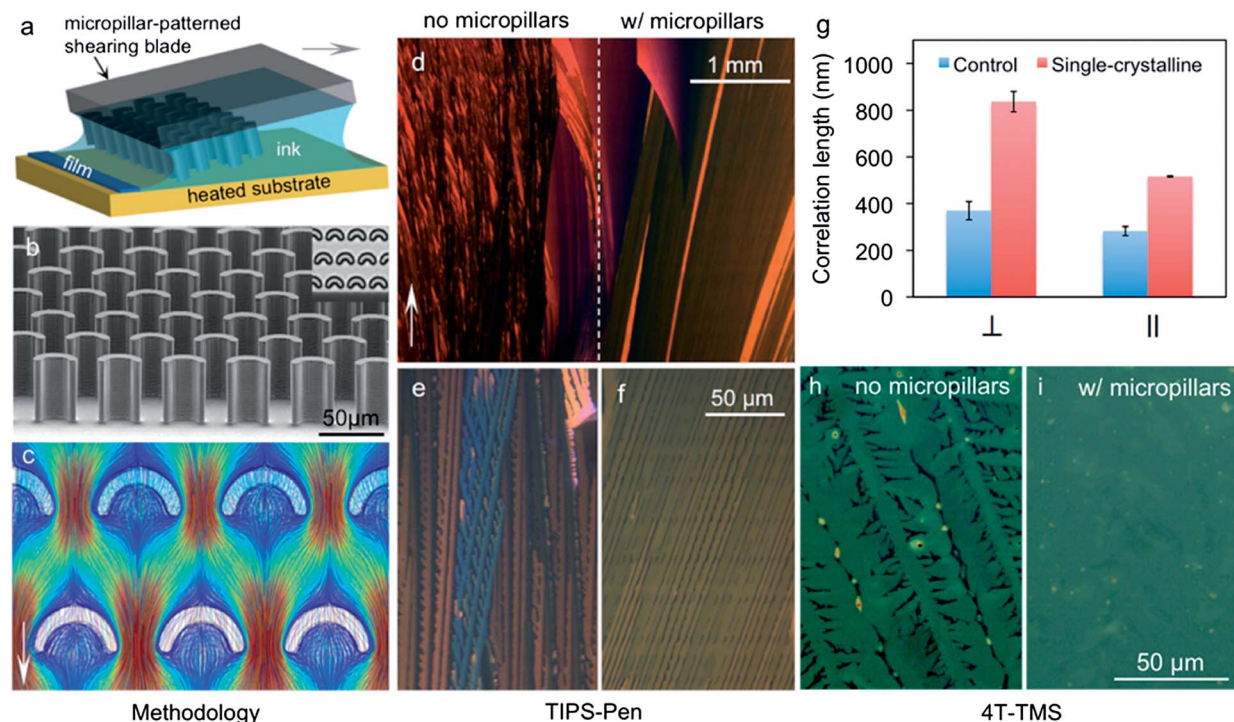 a
micropillar-patterned
shearing blade
ink
film
heated substrate
b
50μm
c
Methodology
no micropillars
w/ micropillars
d
1 mm
e
f
50 μm
TIPS-Pen
g
Correlation length (nm)
1000
800
600
400
200
0
Control
Single-crystalline
⊥
||
h
no micropillars
i
w/ micropillars
50 μm
4T-TMS